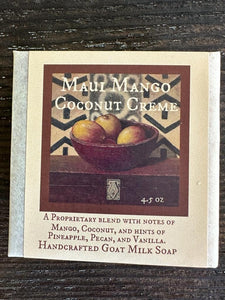 Maui Mango
Coconut Creme
4.5 oz
A Proprietary blend with notes of
Mango, Coconut, and hints of
Pineapple, Pecan, and Vanilla.
Handcrafted Goat Milk Soap